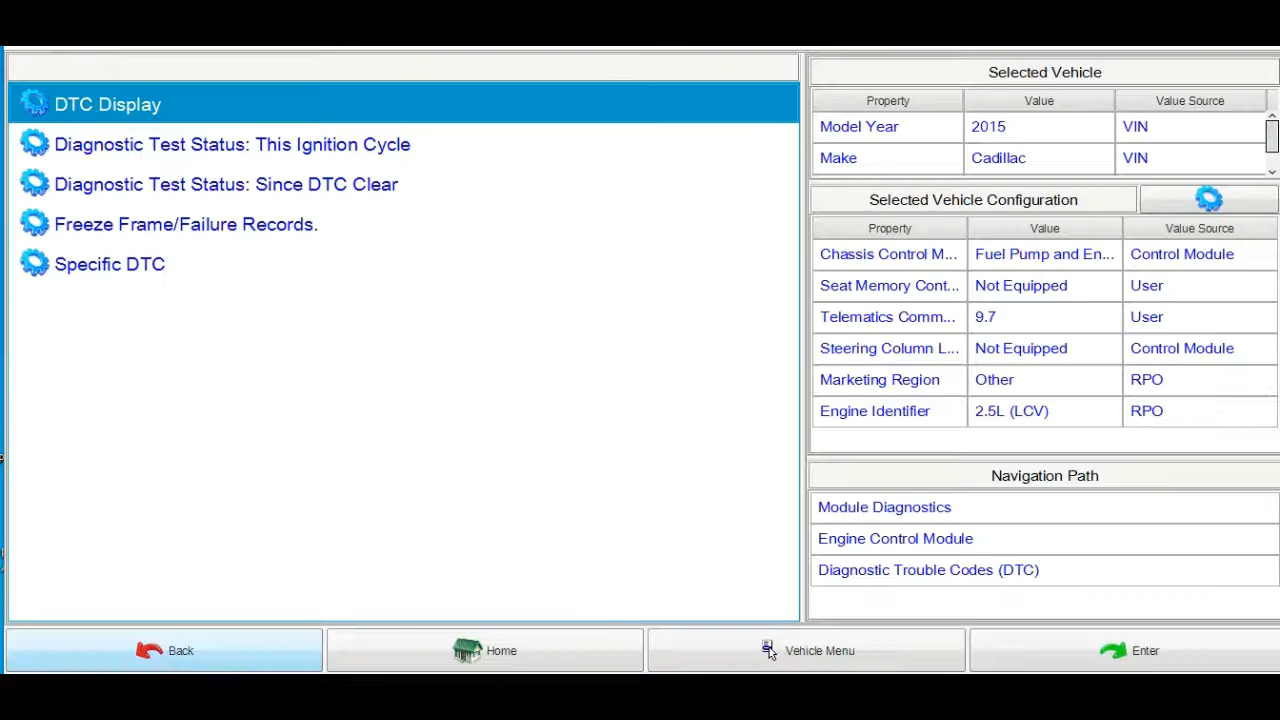 DTC Display
Diagnostic Test Status: This Ignition Cycle
Diagnostic Test Status: Since DTC Clear
Freeze Frame/Failure Records.
Specific DTC
Selected Vehicle
Property Value Value Source
Model Year 2015 VIN
Make Cadillac VIN
Selected Vehicle Configuration
Property Value Value Source
Chassis Control M... Fuel Pump and En... Control Module
Seat Memory Cont... Not Equipped User
Telematics Comm... 9.7 User
Steering Column L... Not Equipped Control Module
Marketing Region Other RPO
Engine Identifier 2.5L (LCV) RPO
Navigation Path
Module Diagnostics
Engine Control Module
Diagnostic Trouble Codes (DTC)
Back Home Vehicle Menu Enter